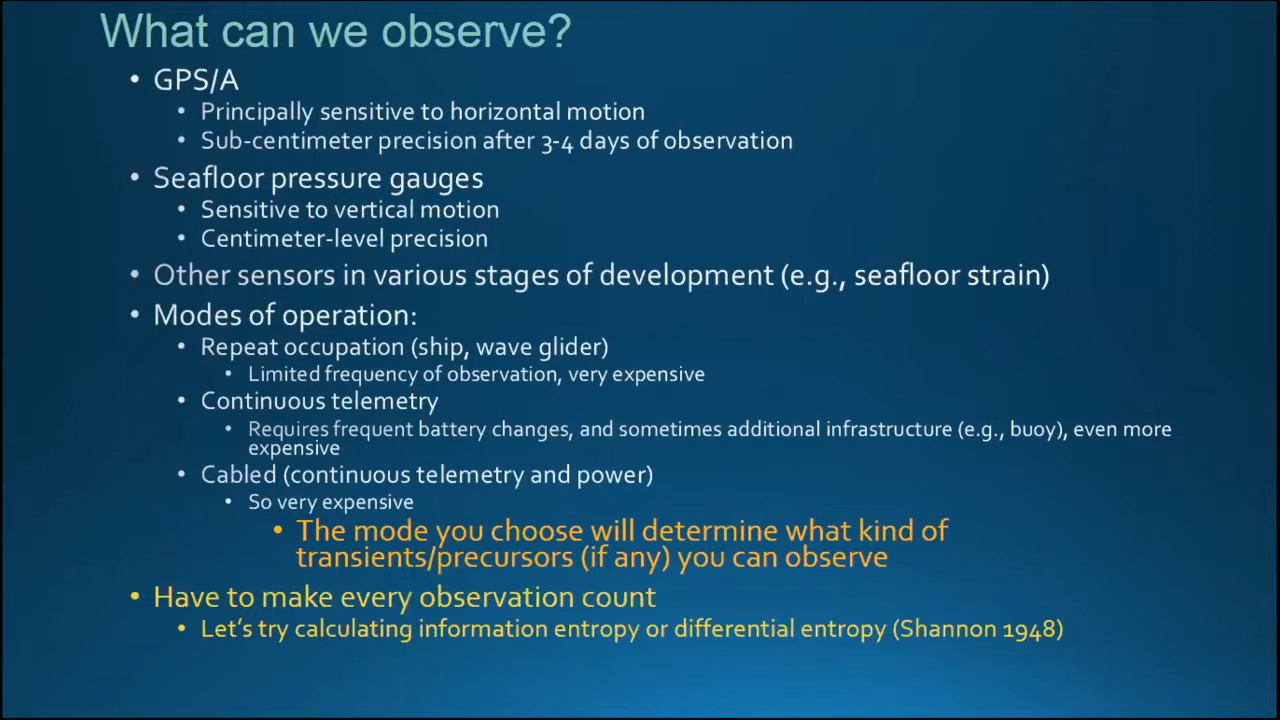 What can we observe?
• GPS/A
• Principally sensitive to horizontal motion
• Sub-centimeter precision after 3-4 days of observation
• Seafloor pressure gauges
• Sensitive to vertical motion
• Centimeter-level precision
• Other sensors in various stages of development (e.g., seafloor strain)
• Modes of operation:
• Repeat occupation (ship, wave glider)
• Limited frequency of observation, very expensive
• Continuous telemetry
• Requires frequent battery changes, and sometimes additional infrastructure (e.g., buoy), even more
expensive
• Cabled (continuous telemetry and power)
• So very expensive
• The mode you choose will determine what kind of
transients/precursors (if any) you can observe
• Have to make every observation count
• Let's try calculating information entropy or differential entropy (Shannon 1948)